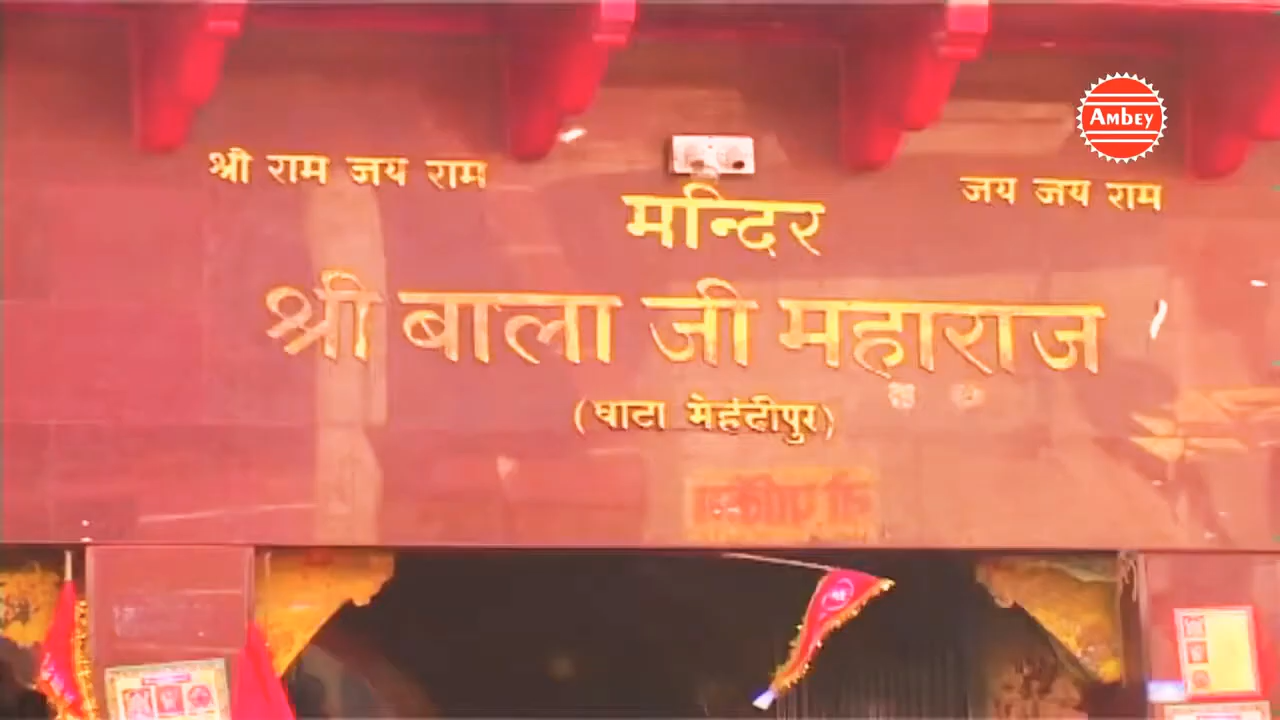 श्री राम जय राम
जय जय राम
मन्दिर
श्री बाला जी महाराज
(घाटा मेहंदीपुर)
AMBEY